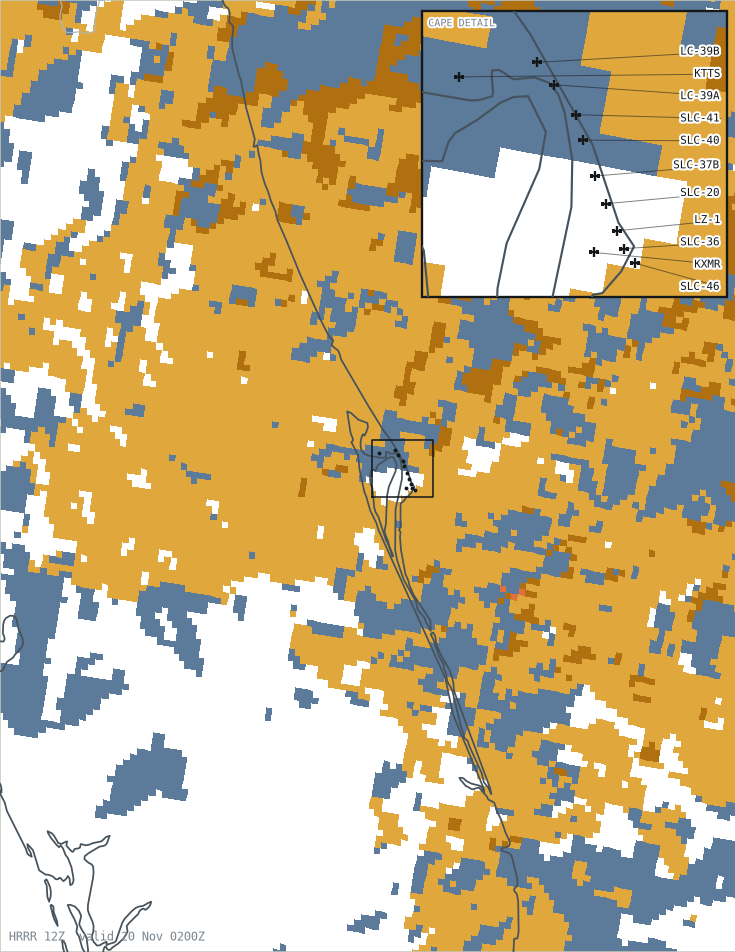 CAPE DETAIL
LC-39B
KTTS
LC-39A
SLC-41
SLC-40
SLC-37B
SLC-20
LZ-1
SLC-36
KXMR
SLC-46
HRRR 12Z valid 20 Nov 0200Z